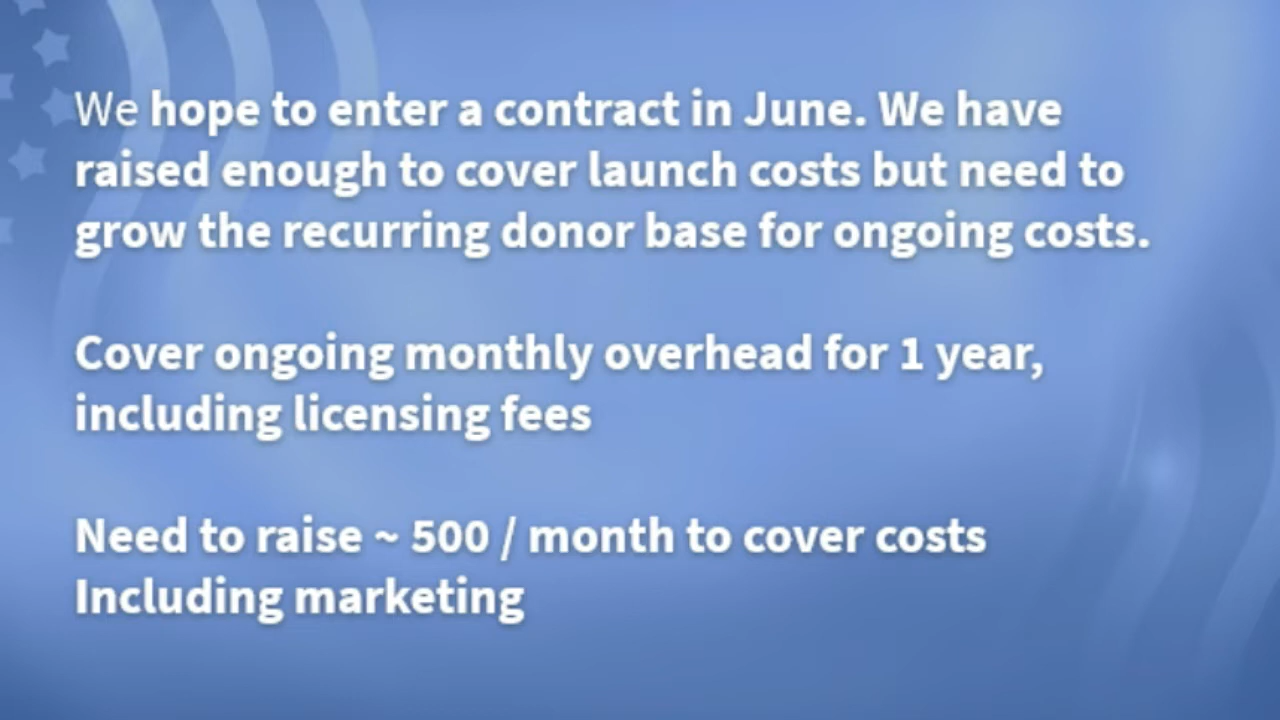 We hope to enter a contract in June. We have
raised enough to cover launch costs but need to
grow the recurring donor base for ongoing costs.
Cover ongoing monthly overhead for 1 year,
including licensing fees
Need to raise ~ 500 / month to cover costs
Including marketing